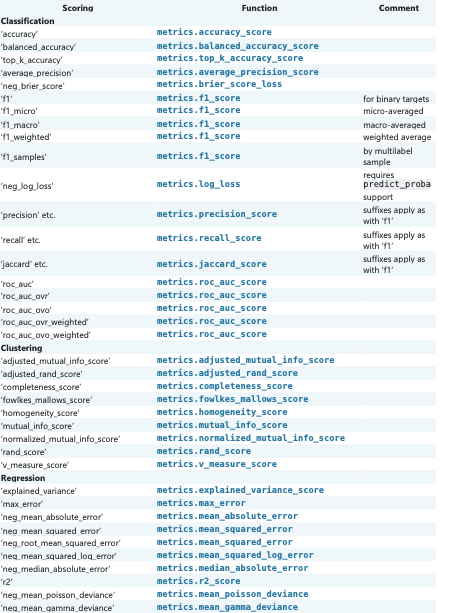 Scoring Function Comment
Classification
'accuracy' metrics.accuracy_score
'balanced_accuracy' metrics.balanced_accuracy_score
'top_k_accuracy' metrics.top_k_accuracy_score
'average_precision' metrics.average_precision_score
'neg_brier_score' metrics.brier_score_loss
'f1' metrics.f1_score for binary targets
'f1_micro' metrics.f1_score micro-averaged
'f1_macro' metrics.f1_score macro-averaged
'f1_weighted' metrics.f1_score weighted average
'f1_samples' metrics.f1_score by multilabel
sample
'neg_log_loss' metrics.log_loss requires
predict_proba
support
'precision' etc. metrics.precision_score suffixes apply as
with 'f1'
'recall' etc. metrics.recall_score suffixes apply as
with 'f1'
'jaccard' etc. metrics.jaccard_score suffixes apply as
with 'f1'
'roc_auc' metrics.roc_auc_score
'roc_auc_ovr' metrics.roc_auc_score
'roc_auc_ovo' metrics.roc_auc_score
'roc_auc_ovr_weighted' metrics.roc_auc_score
'roc_auc_ovo_weighted' metrics.roc_auc_score
Clustering
'adjusted_mutual_info_score' metrics.adjusted_mutual_info_score
'adjusted_rand_score' metrics.adjusted_rand_score
'completeness_score' metrics.completeness_score
'fowlkes_mallows_score' metrics.fowlkes_mallows_score
'homogeneity_score' metrics.homogeneity_score
'mutual_info_score' metrics.mutual_info_score
'normalized_mutual_info_score' metrics.normalized_mutual_info_score
'rand_score' metrics.rand_score
'v_measure_score' metrics.v_measure_score
Regression
'explained_variance' metrics.explained_variance_score
'max_error' metrics.max_error
'neg_mean_absolute_error' metrics.mean_absolute_error
'neg_mean_squared_error' metrics.mean_squared_error
'neg_root_mean_squared_error' metrics.mean_squared_error
'neg_mean_squared_log_error' metrics.mean_squared_log_error
'neg_median_absolute_error' metrics.median_absolute_error
'r2' metrics.r2_score
'neg_mean_poisson_deviance' metrics.mean_poisson_deviance
'neg_mean_gamma_deviance' metrics.mean_gamma_deviance